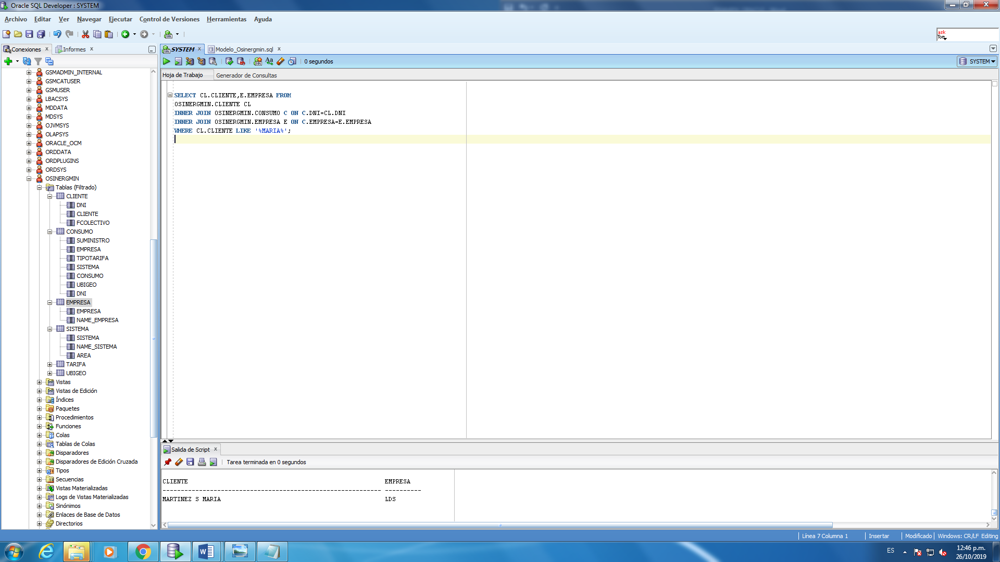 Oracle SQL Developer : SYSTEM
Archivo Editar Ver Navegar Ejecutar Control de Versiones Herramientas Ayuda
ask
Tom
Conexiones
Informes
SYSTEM
Modelo_Osinergmin.sql
0 segundos
SYSTEM
Hoja de Trabajo
Generador de Consultas
GSMADMIN_INTERNAL
GSMCATUSER
GSMUSER
LBACSYS
MDDATA
MDSYS
OJVMSYS
OLAPSYS
ORACLE_OCM
ORDDATA
ORDPLUGINS
ORDSYS
OSINERGMIN
Tablas (Filtrado)
CLIENTE
DNI
CLIENTE
FCOLECTIVO
CONSUMO
SUMINISTRO
EMPRESA
TIPOTARIFA
SISTEMA
CONSUMO
UBIGEO
DNI
EMPRESA
EMPRESA
NAME_EMPRESA
SISTEMA
SISTEMA
NAME_SISTEMA
AREA
TARIFA
UBIGEO
Vistas
Vistas de Edición
Índices
Paquetes
Procedimientos
Funciones
Colas
Tablas de Colas
Disparadores
Disparadores de Edición Cruzada
Tipos
Secuencias
Vistas Materializadas
Logs de Vistas Materializadas
Sinónimos
Enlaces de Base de Datos
Directorios
SELECT CL.CLIENTE,E.EMPRESA FROM
OSINERGMIN.CLIENTE CL
INNER JOIN OSINERGMIN.CONSUMO C ON C.DNI=CL.DNI
INNER JOIN OSINERGMIN.EMPRESA E ON C.EMPRESA=E.EMPRESA
WHERE CL.CLIENTE LIKE '%MARIA%';
Salida de Script
Tarea terminada en 0 segundos
CLIENTE EMPRESA
------------------------------------------------------------ ----------
MARTINEZ S MARIA LDS
Línea 7 Columna 1
Insertar
Modificado
Windows: CR/LF Editing
ES
12:46 p.m.
26/10/2019